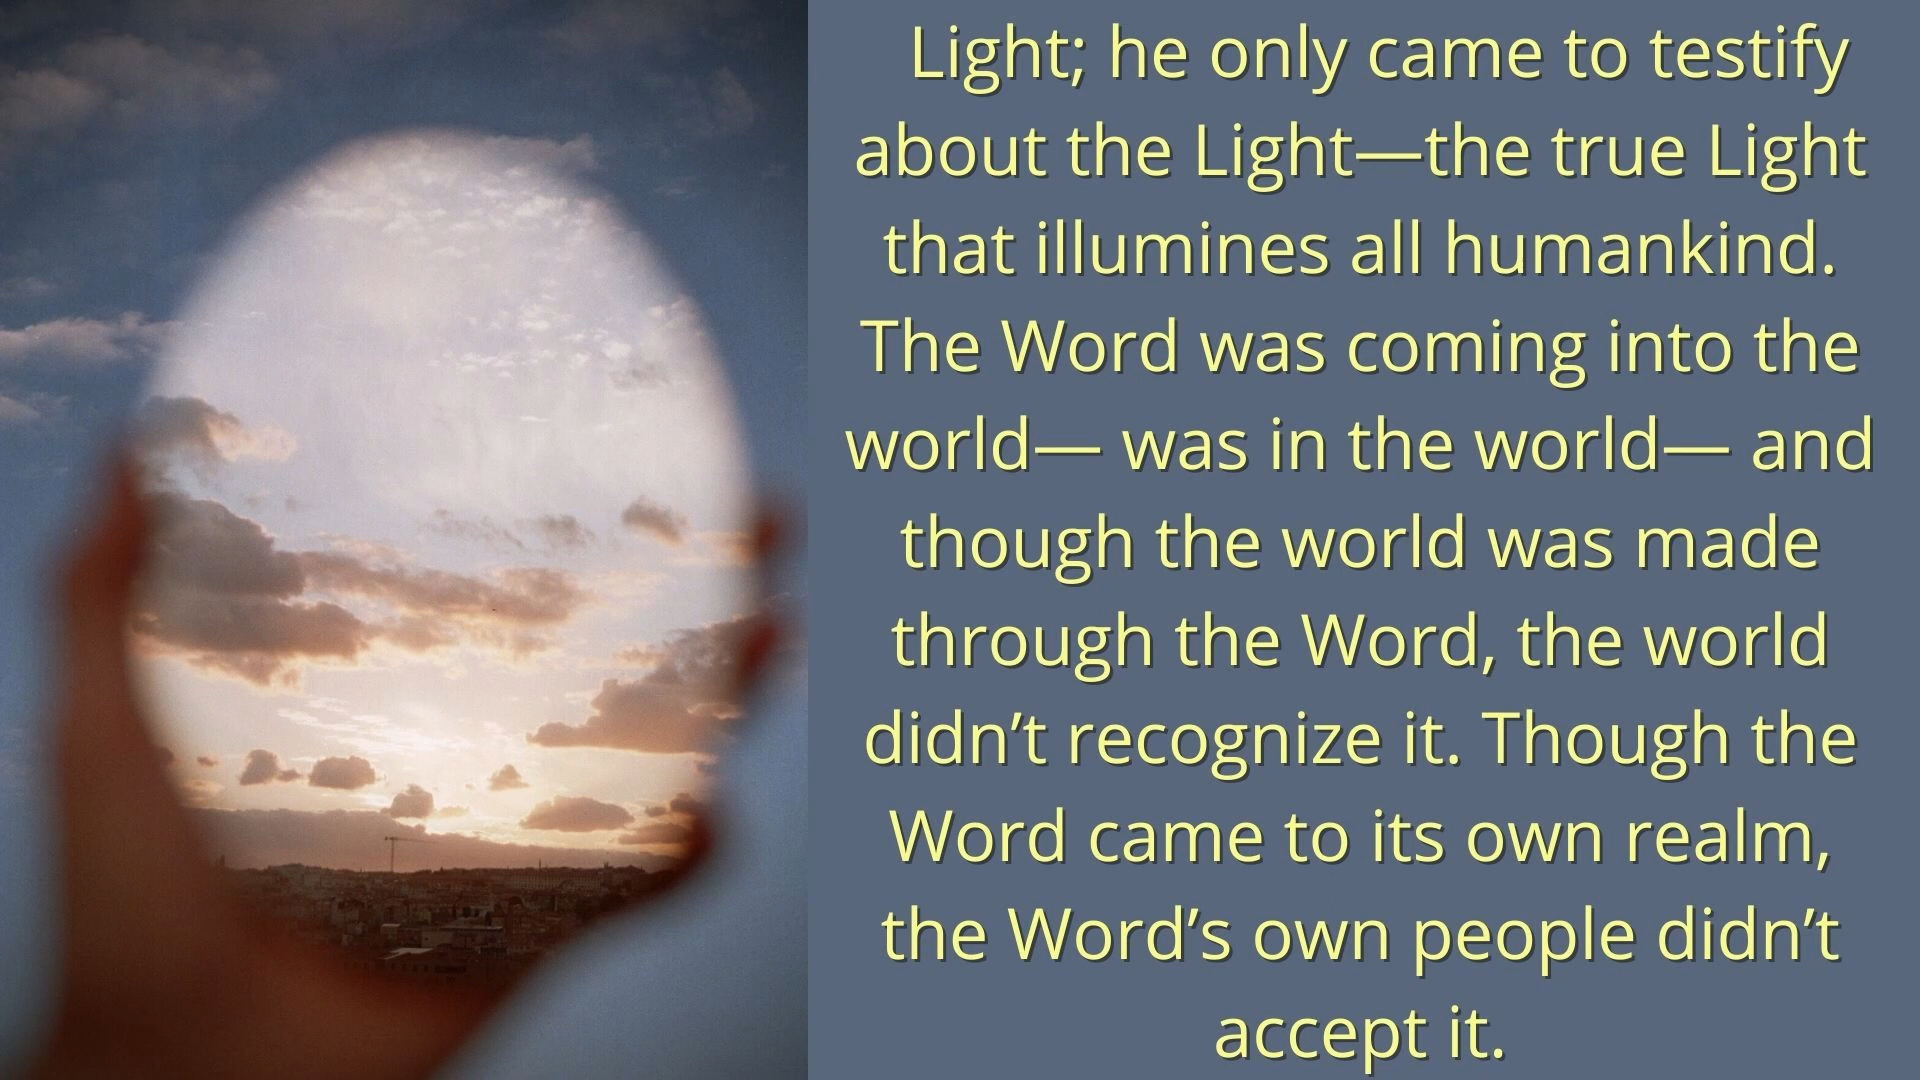 Light; he only came to testify
about the Light—the true Light
that illumines all humankind.
The Word was coming into the
world— was in the world— and
though the world was made
through the Word, the world
didn’t recognize it. Though the
Word came to its own realm,
the Word’s own people didn’t
accept it.